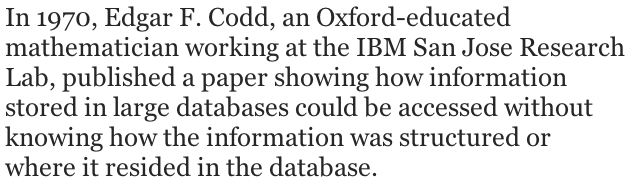 In 1970, Edgar F. Codd, an Oxford-educated
mathematician working at the IBM San Jose Research
Lab, published a paper showing how information
stored in large databases could be accessed without
knowing how the information was structured or
where it resided in the database.